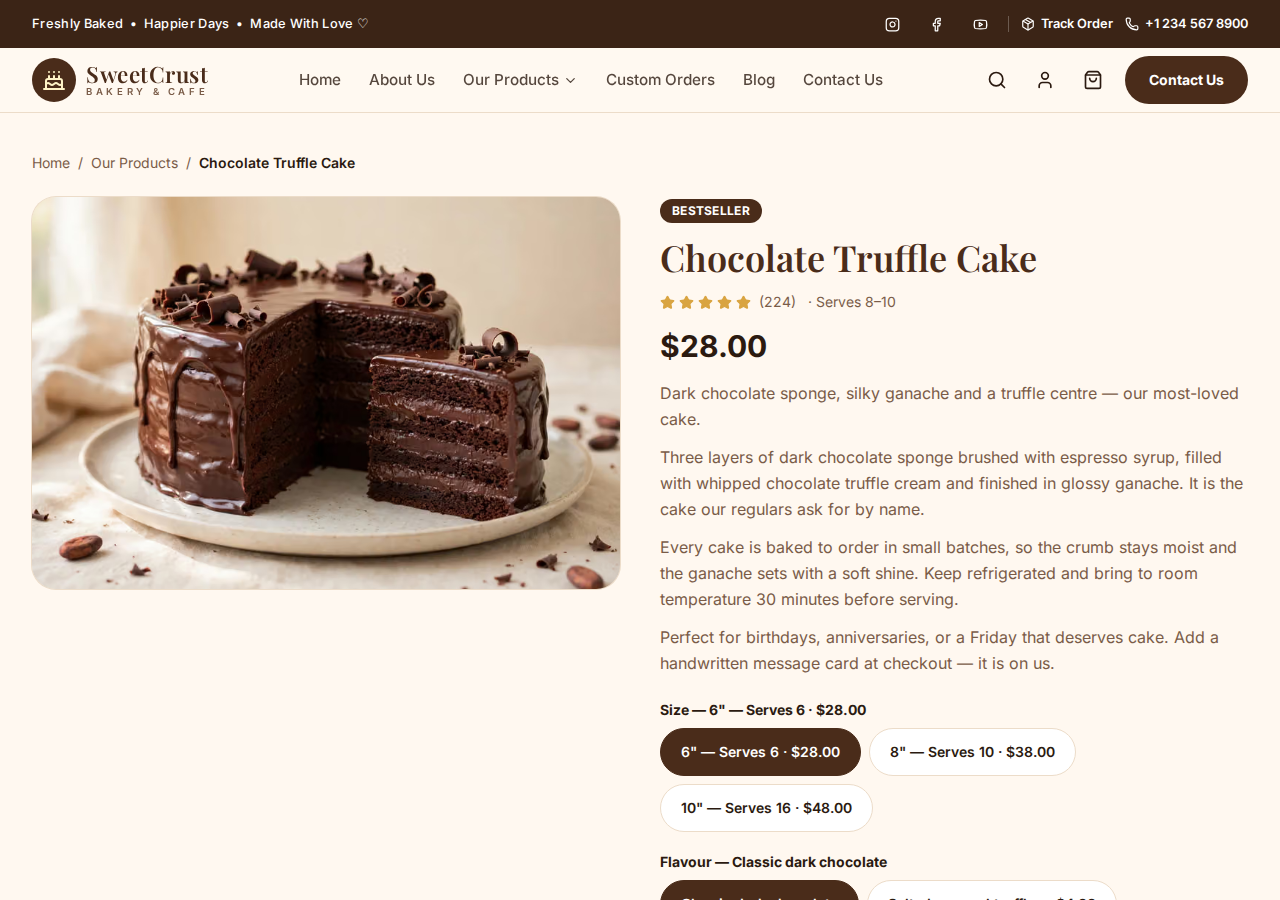 Freshly Baked • Happier Days • Made With Love ♡
Track Order
+1 234 567 8900
SweetCrust
BAKERY & CAFE
Home
About Us
Our Products
Custom Orders
Blog
Contact Us
Contact Us
Home / Our Products / Chocolate Truffle Cake
BESTSELLER
Chocolate Truffle Cake
(224) · Serves 8–10
$28.00
Dark chocolate sponge, silky ganache and a truffle centre — our most-loved
cake.
Three layers of dark chocolate sponge brushed with espresso syrup, filled
with whipped chocolate truffle cream and finished in glossy ganache. It is the
cake our regulars ask for by name.
Every cake is baked to order in small batches, so the crumb stays moist and
the ganache sets with a soft shine. Keep refrigerated and bring to room
temperature 30 minutes before serving.
Perfect for birthdays, anniversaries, or a Friday that deserves cake. Add a
handwritten message card at checkout — it is on us.
Size — 6" — Serves 6 · $28.00
6" — Serves 6 · $28.00
8" — Serves 10 · $38.00
10" — Serves 16 · $48.00
Flavour — Classic dark chocolate